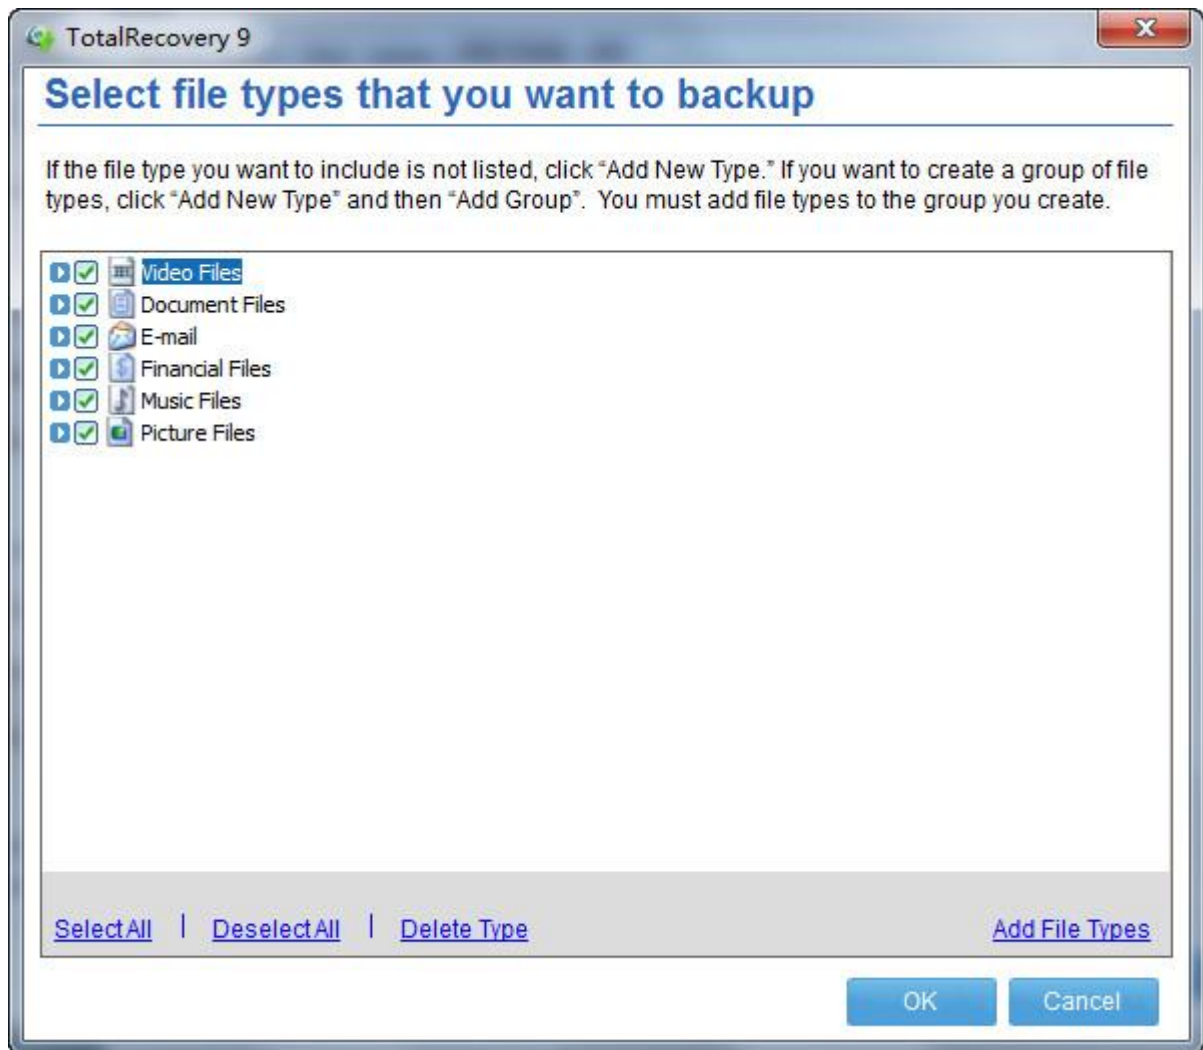 TotalRecovery 9
Select file types that you want to backup
If the file type you want to include is not listed, click “Add New Type.” If you want to create a group of file
types, click “Add New Type” and then “Add Group”. You must add file types to the group you create.
Video Files
Document Files
E-mail
Financial Files
Music Files
Picture Files
Select All | Deselect All | Delete Type Add File Types
OK Cancel